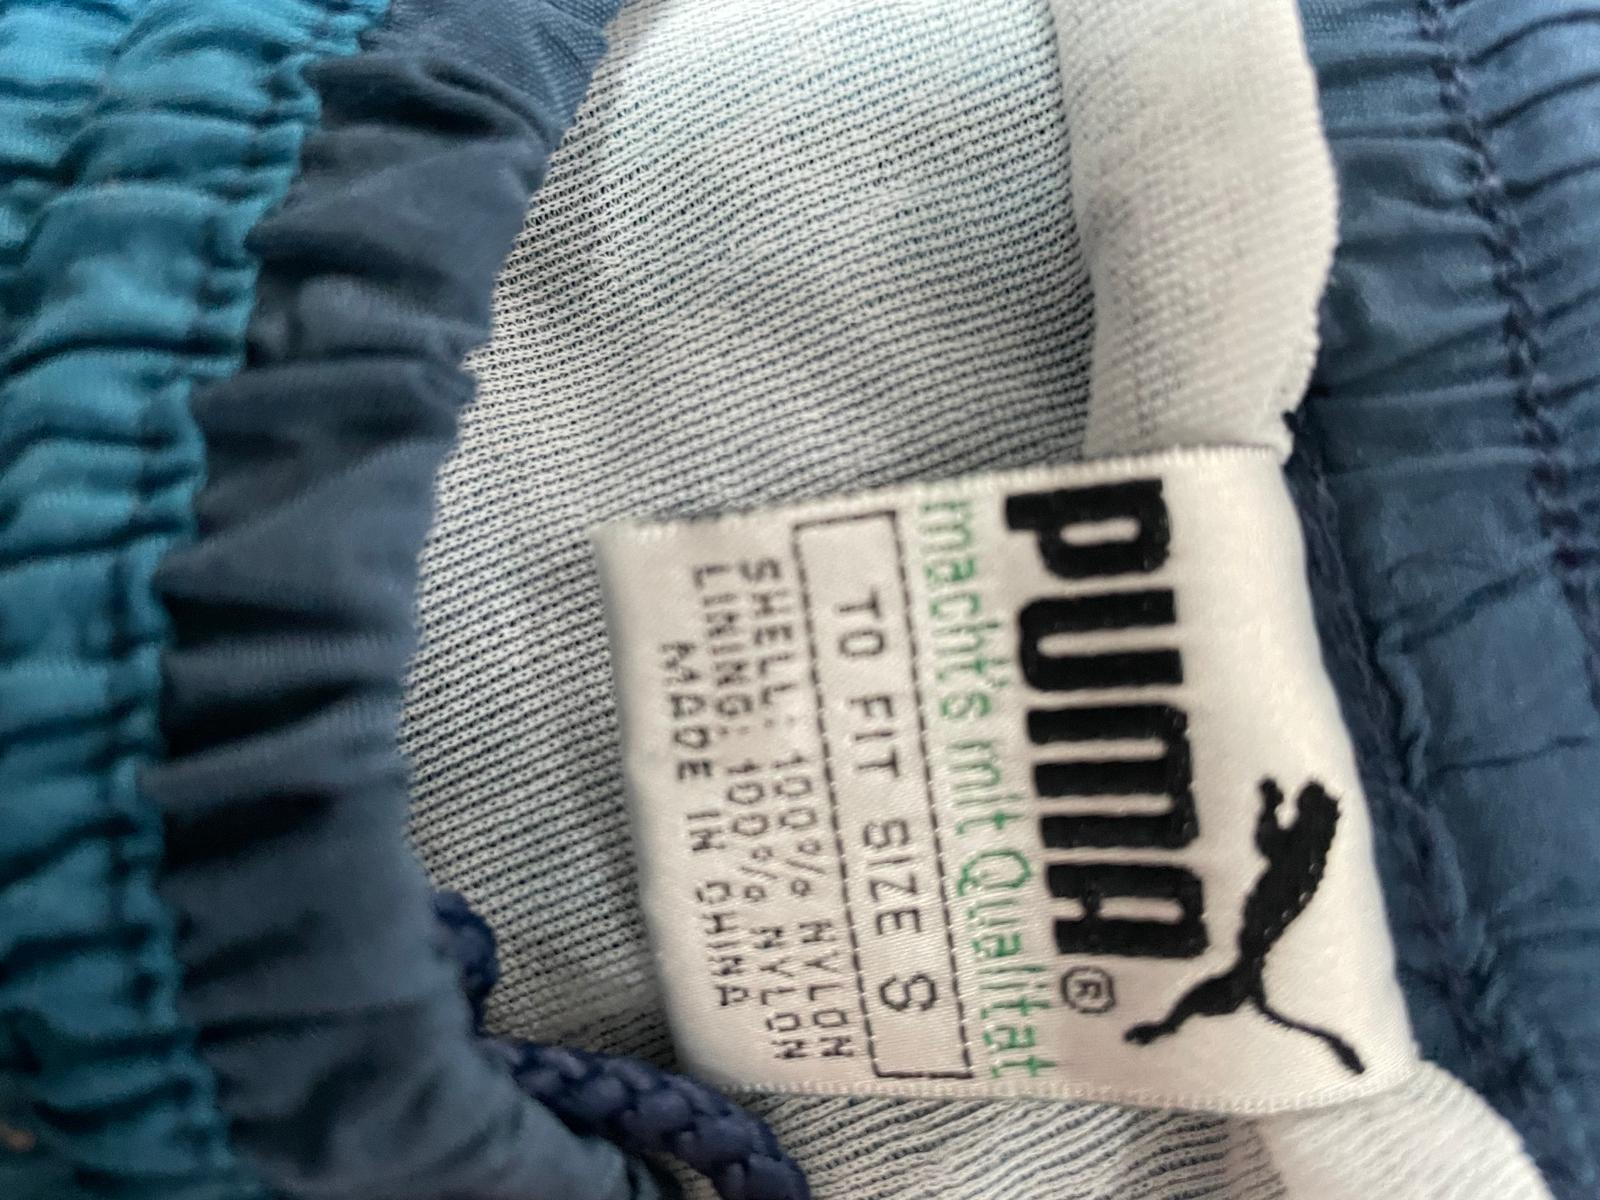 PUMA®
macht's mit Qualität
TO FIT SIZE S
SHELL: 100% NYLON
LINING: 100% NYLON
MADE IN CHINA